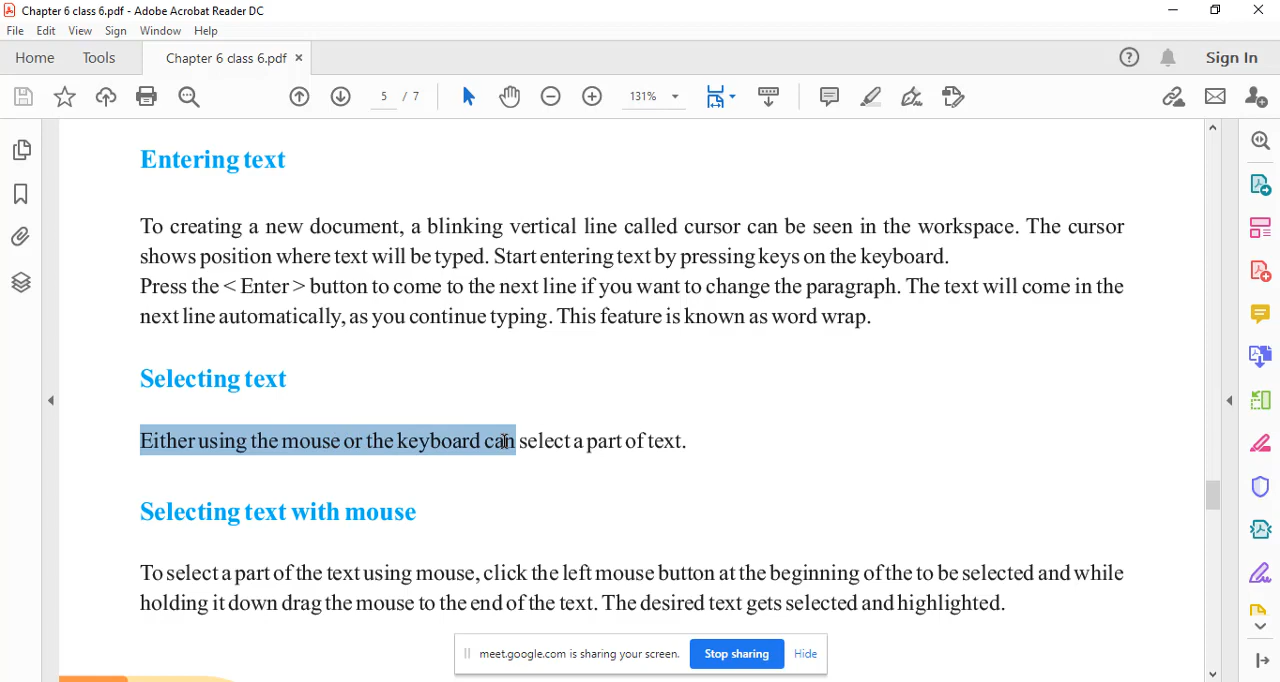 Chapter 6 class 6.pdf - Adobe Acrobat Reader DC
File Edit View Sign Window Help
Home Tools Chapter 6 class 6.pdf × Sign In
5 / 7 131%
Entering text
To creating a new document, a blinking vertical line called cursor can be seen in the workspace. The cursor
shows position where text will be typed. Start entering text by pressing keys on the keyboard.
Press the < Enter > button to come to the next line if you want to change the paragraph. The text will come in the
next line automatically, as you continue typing. This feature is known as word wrap.
Selecting text
Either using the mouse or the keyboard can select a part of text.
Selecting text with mouse
To select a part of the text using mouse, click the left mouse button at the beginning of the to be selected and while
holding it down drag the mouse to the end of the text. The desired text gets selected and highlighted.
meet.google.com is sharing your screen. Stop sharing Hide